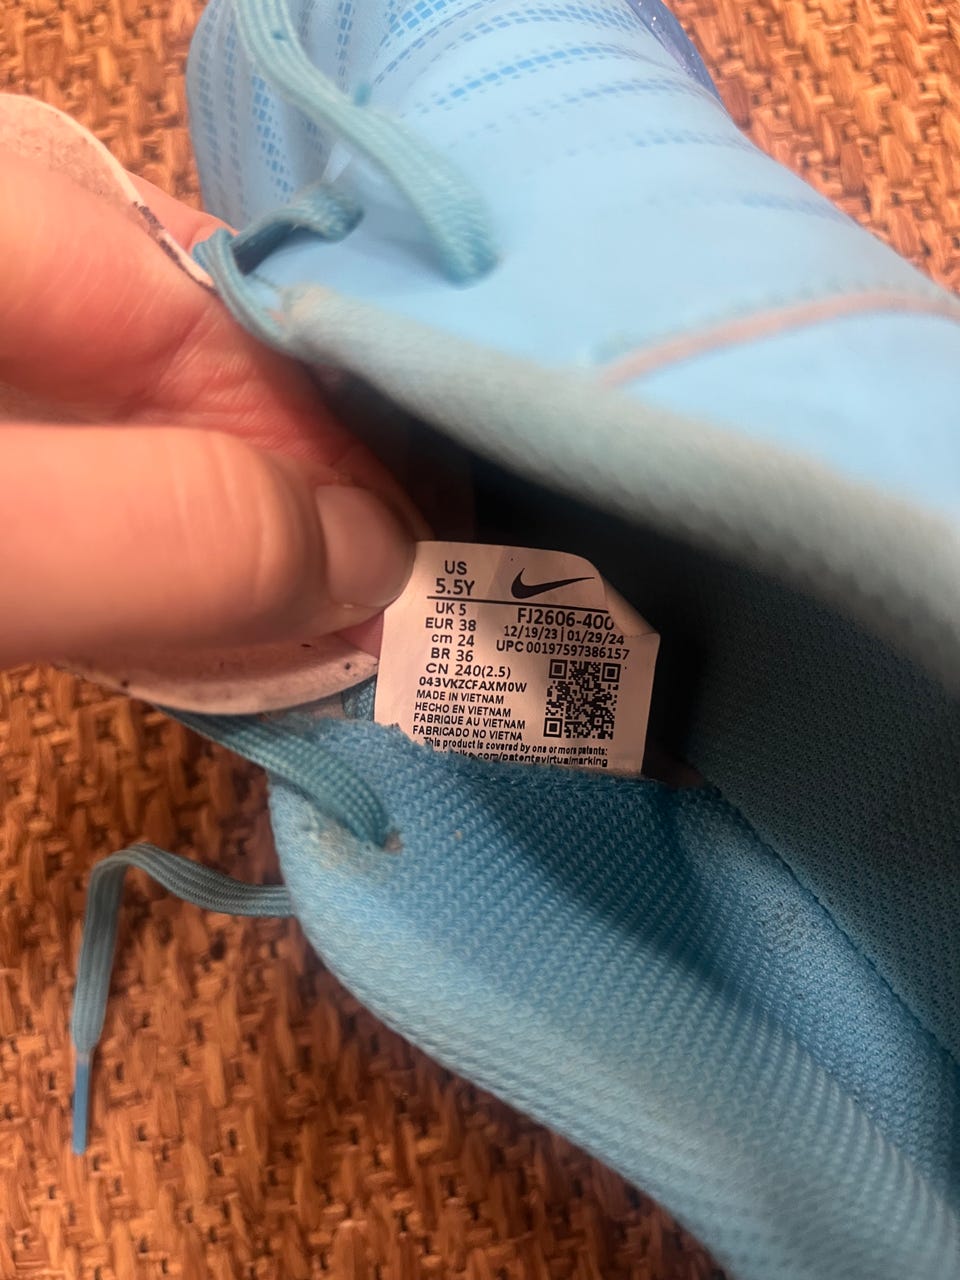 US
5.5Y
UK 5
EUR 38
cm 24
BR 36
CN 240(2.5)
043VKZCFAXM0W
MADE IN VIETNAM
HECHO EN VIETNAM
FABRIQUE AU VIETNAM
FABRICADO NO VIETNA
This product is covered by one or more patents:
.com/patentsvirtualmarking
FJ2606-400
12/19/23 | 01/29/24
UPC 00197597386157